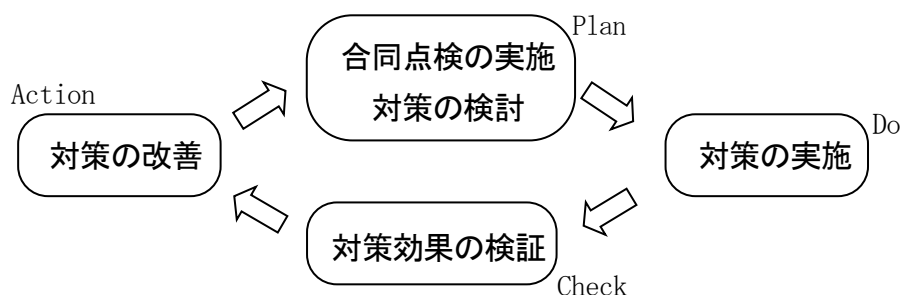 Plan
合同点検の実施
対策の検討
Do
対策の実施
Check
対策効果の検証
Action
対策の改善